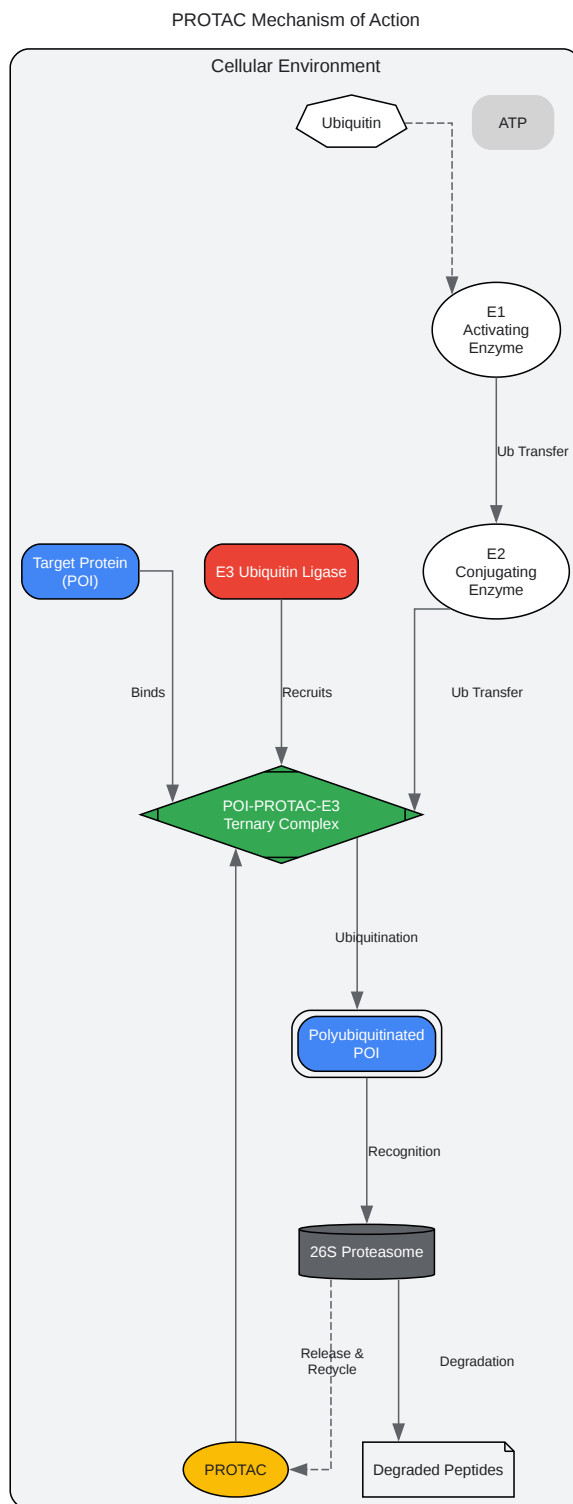 PROTAC Mechanism of Action
Cellular Environment
Ubiquitin
ATP
E1
Activating
Enzyme
Ub Transfer
Target Protein
(POI)
E3 Ubiquitin Ligase
E2
Conjugating
Enzyme
Binds
Recruits
Ub Transfer
POI-PROTAC-E3
Ternary Complex
Ubiquitination
Polyubiquitinated
POI
Recognition
26S Proteasome
Release &
Recycle
Degradation
PROTAC
Degraded Peptides